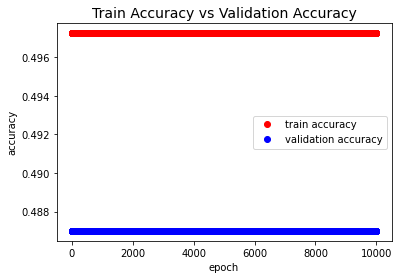 Train Accuracy vs Validation Accuracy
0.496
0.494
0.492
0.490
0.488
accuracy
train accuracy
validation accuracy
0 2000 4000 6000 8000 10000
epoch